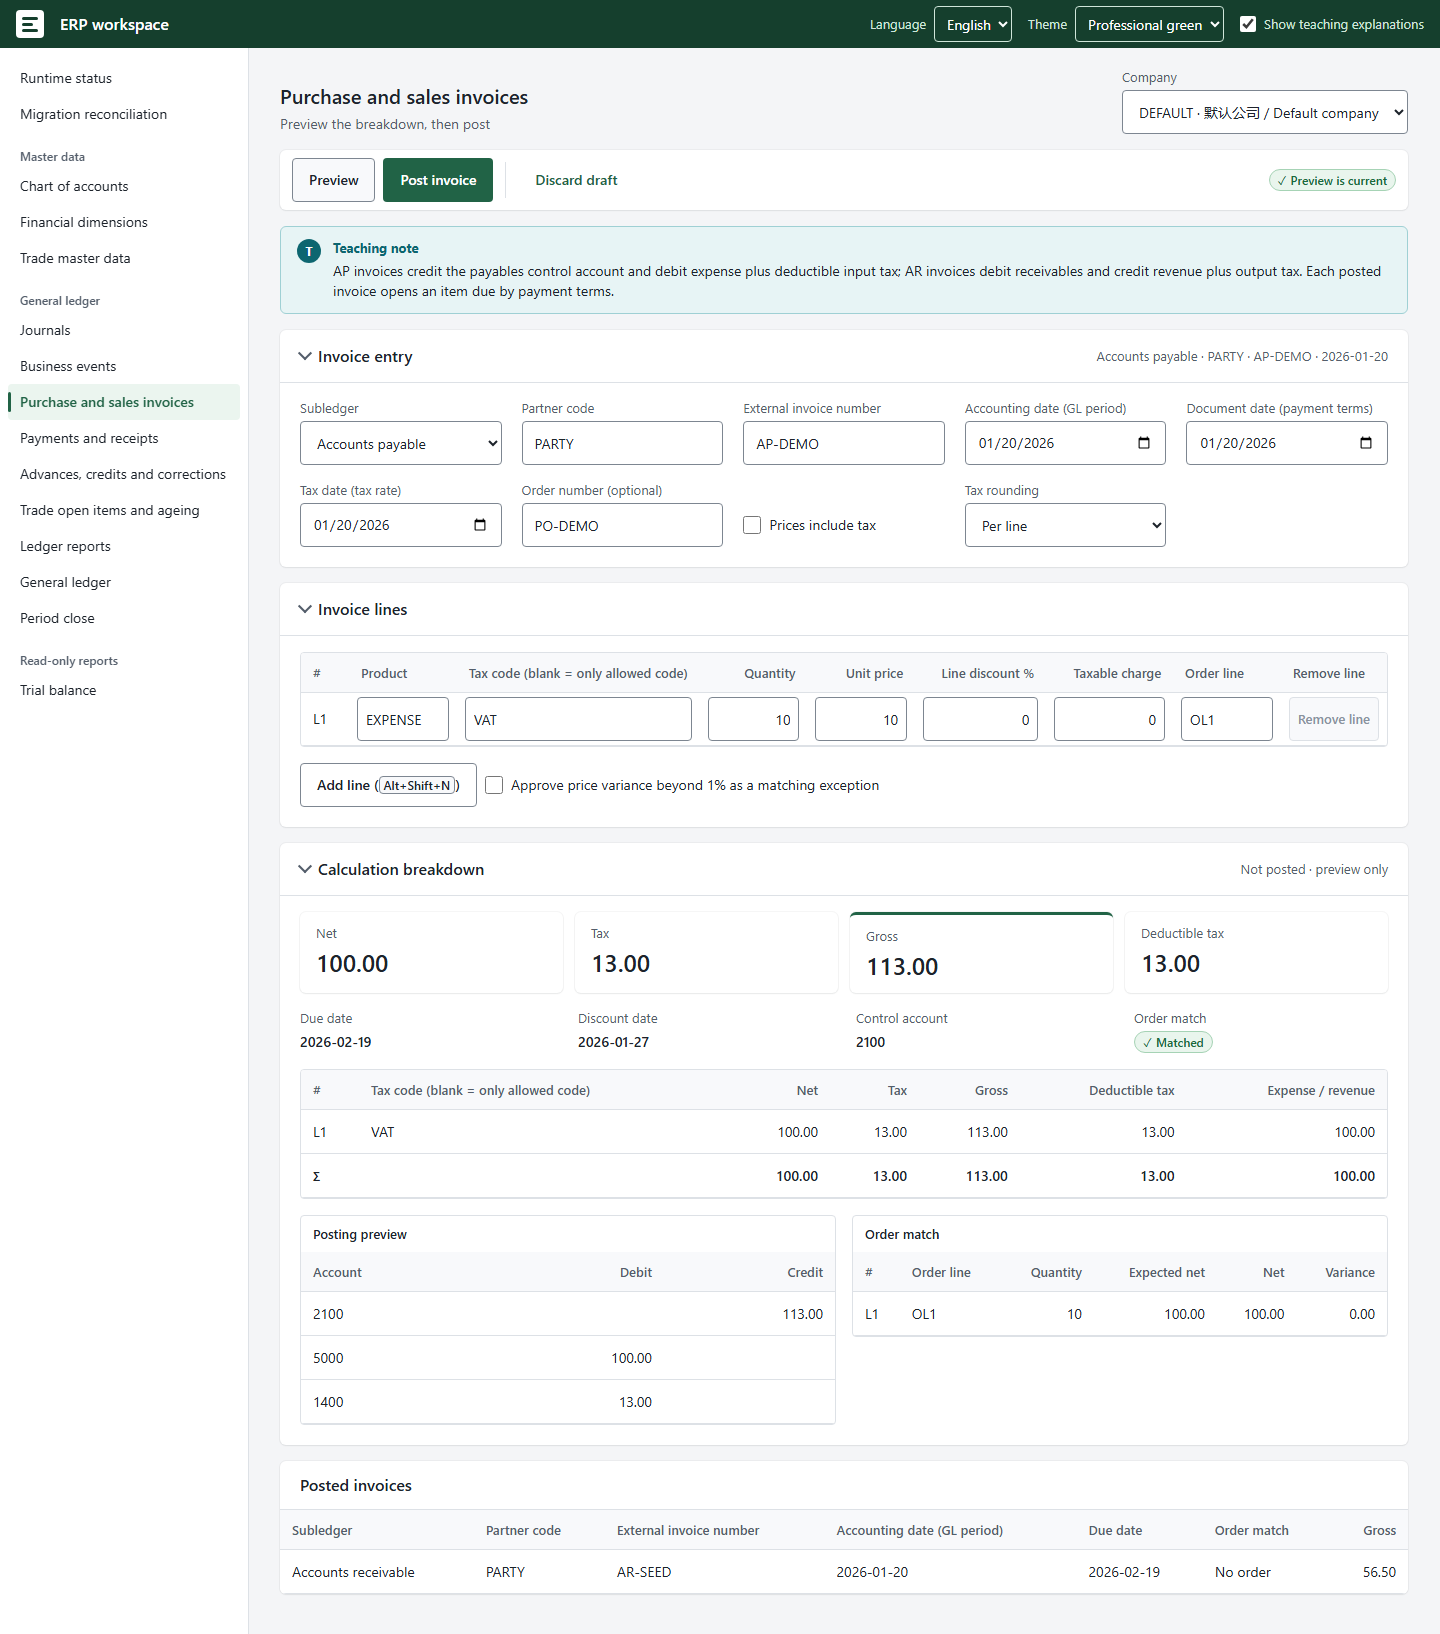 ERP workspace
Language English Theme Professional green Show teaching explanations
Runtime status
Migration reconciliation
Master data
Chart of accounts
Financial dimensions
Trade master data
General ledger
Journals
Business events
Purchase and sales invoices
Payments and receipts
Advances, credits and corrections
Trade open items and ageing
Ledger reports
General ledger
Period close
Read-only reports
Trial balance
Purchase and sales invoices
Preview the breakdown, then post
Company
DEFAULT · 默认公司 / Default company
Preview Post invoice Discard draft ✓ Preview is current
T Teaching note
AP invoices credit the payables control account and debit expense plus deductible input tax; AR invoices debit receivables and credit revenue plus output tax. Each posted
invoice opens an item due by payment terms.
Invoice entry Accounts payable · PARTY · AP-DEMO · 2026-01-20
Subledger Partner code External invoice number Accounting date (GL period) Document date (payment terms)
Accounts payable PARTY AP-DEMO 01/20/2026 01/20/2026
Tax date (tax rate) Order number (optional) Tax rounding
01/20/2026 PO-DEMO Prices include tax Per line
Invoice lines
# Product Tax code (blank = only allowed code) Quantity Unit price Line discount % Taxable charge Order line Remove line
L1 EXPENSE VAT 10 10 0 0 OL1 Remove line
Add line (Alt+Shift+N) Approve price variance beyond 1% as a matching exception
Calculation breakdown Not posted · preview only
Net Tax Gross Deductible tax
100.00 13.00 113.00 13.00
Due date Discount date Control account Order match
2026-02-19 2026-01-27 2100 ✓ Matched
# Tax code (blank = only allowed code) Net Tax Gross Deductible tax Expense / revenue
L1 VAT 100.00 13.00 113.00 13.00 100.00
Σ 100.00 13.00 113.00 13.00 100.00
Posting preview
Account Debit Credit
2100 113.00
5000 100.00
1400 13.00
Order match
# Order line Quantity Expected net Net Variance
L1 OL1 10 100.00 100.00 0.00
Posted invoices
Subledger Partner code External invoice number Accounting date (GL period) Due date Order match Gross
Accounts receivable PARTY AR-SEED 2026-01-20 2026-02-19 No order 56.50